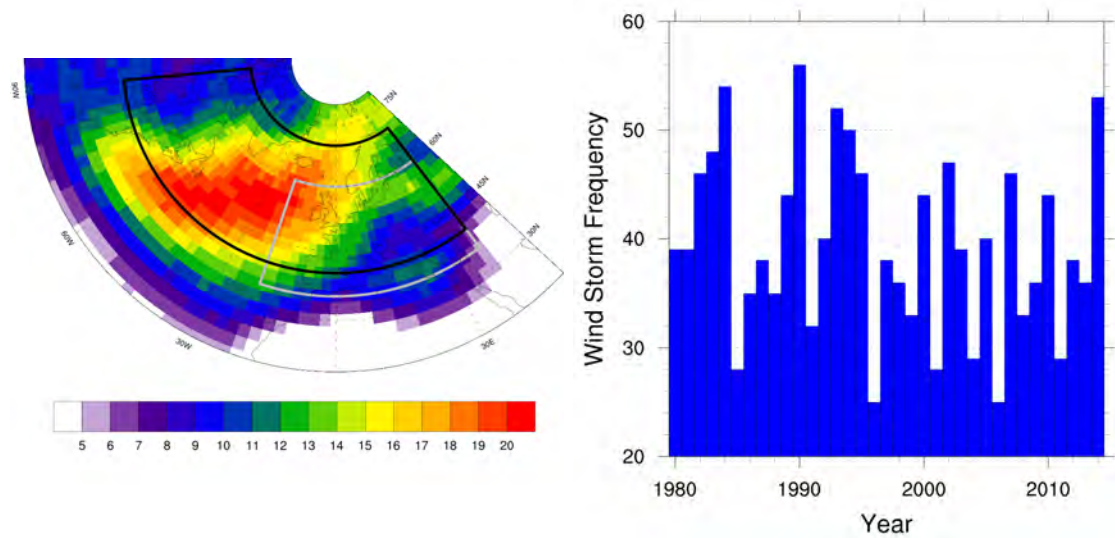 90W
75N
60N
45N
30N
60W
30W
30E
5 6 7 8 9 10 11 12 13 14 15 16 17 18 19 20
Wind Storm Frequency
60
50
40
30
20
1980 1990 2000 2010
Year